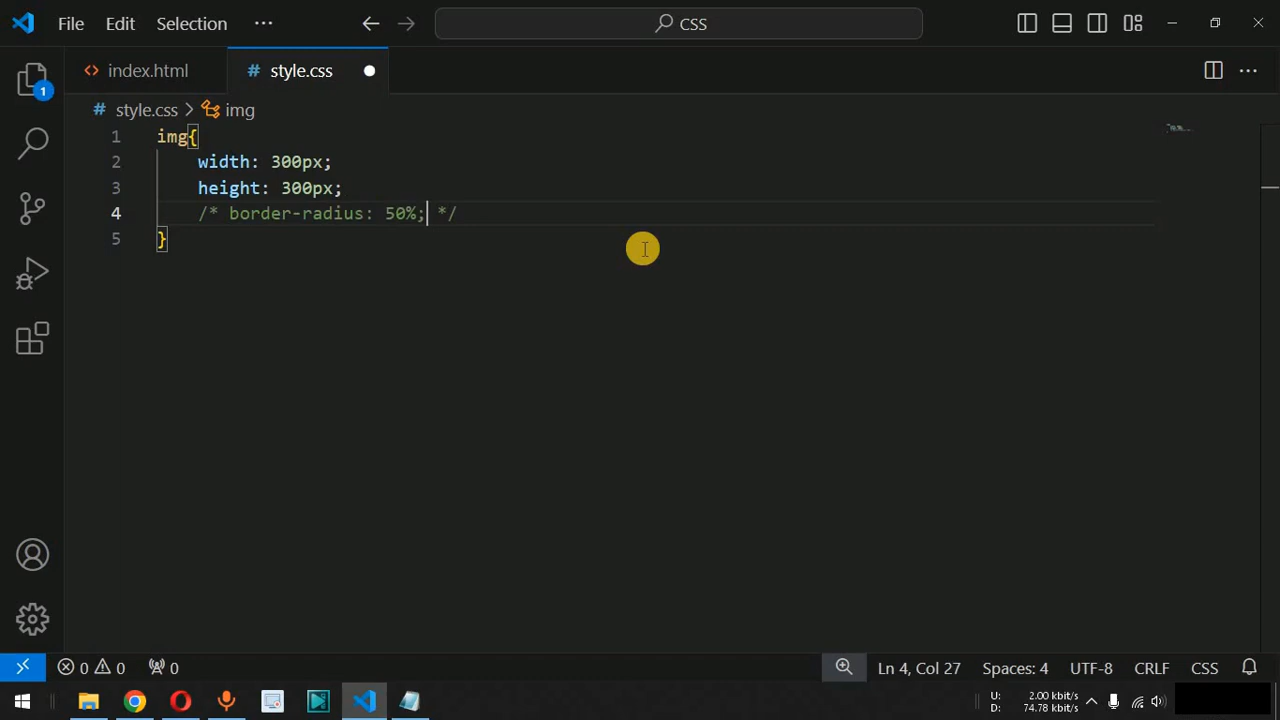 File Edit Selection ··· CSS
index.html style.css
# style.css > img
1 img{
2 width: 300px;
3 height: 300px;
4 /* border-radius: 50%; */
5 }
1
0 0 0 Ln 4, Col 27 Spaces: 4 UTF-8 CRLF CSS
U: 2.00 kbit/s
D: 74.78 kbit/s